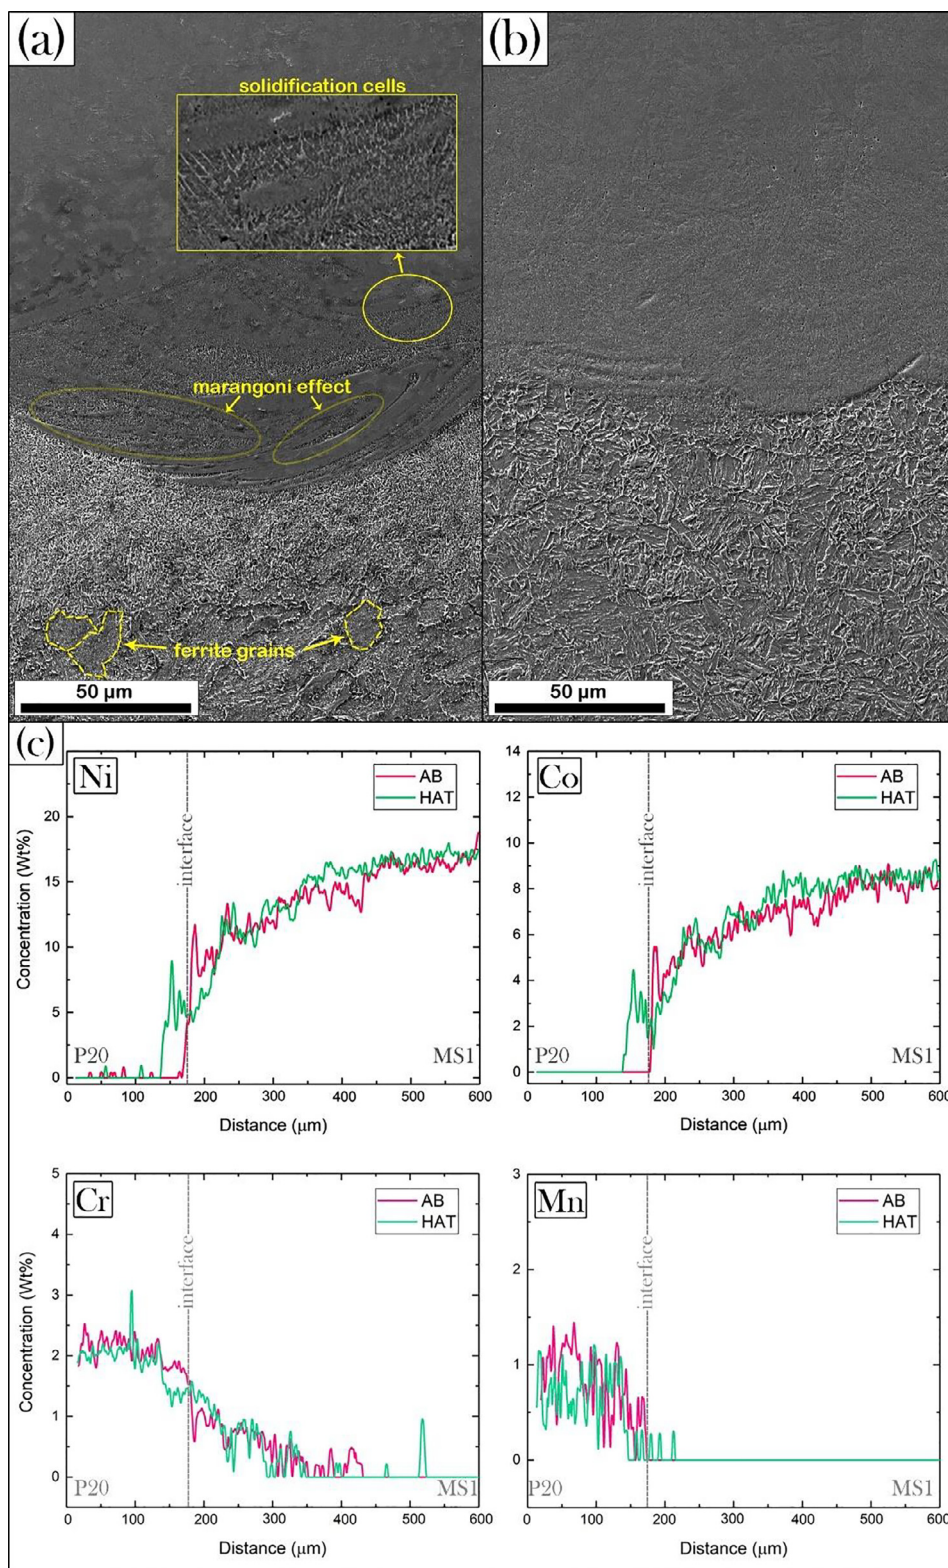 (a)
solidification cells
marangoni effect
ferrite grains
50 μm
(b)
50 μm
(c)
Ni
AB
HAT
interface
P20
MS1
Concentration (Wt%)
0
5
10
15
20
0 100 200 300 400 500 600
Distance (μm)
Co
AB
HAT
interface
P20
MS1
0
2
4
6
8
10
12
14
0 100 200 300 400 500 600
Distance (μm)
Cr
AB
HAT
interface
P20
MS1
Concentration (Wt%)
0
1
2
3
4
5
0 100 200 300 400 500 600
Distance (μm)
Mn
AB
HAT
interface
P20
MS1
0
1
2
3
0 100 200 300 400 500 600
Distance (μm)